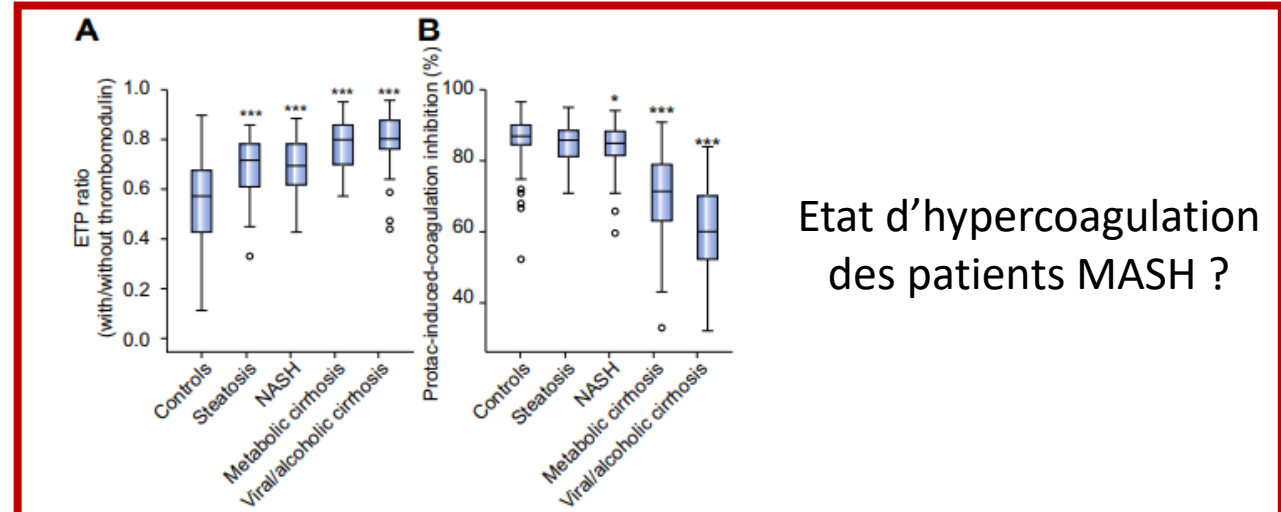 A
ETP ratio
(with/without thrombomodulin)
1.0
0.8
0.6
0.4
0.2
0.0
***
***
***
***
Controls
Steatosis
NASH
Metabolic cirrhosis
Viral/alcoholic cirrhosis
B
Protac-induced-coagulation inhibition (%)
100
80
60
40
*
***
***
Controls
Steatosis
NASH
Metabolic cirrhosis
Viral/alcoholic cirrhosis
Etat d’hypercoagulation
des patients MASH ?